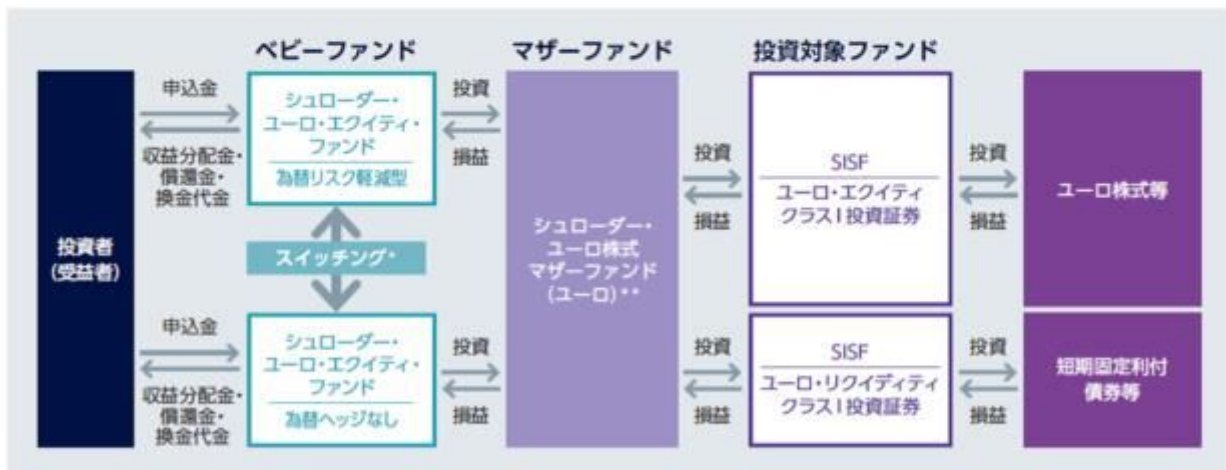 ベビーファンド
マザーファンド
投資対象ファンド
投資者
(受益者)
申込金
収益分配金・
償還金・
換金代金
シュローダー・
ユーロ・エクイティ・
ファンド
為替リスク軽減型
投資
損益
スイッチング*
申込金
収益分配金・
償還金・
換金代金
シュローダー・
ユーロ・エクイティ・
ファンド
為替ヘッジなし
投資
損益
シュローダー・
ユーロ株式
マザーファンド
(ユーロ)**
投資
損益
SISF
ユーロ・エクイティ
クラスI投資証券
投資
損益
ユーロ株式等
投資
損益
SISF
ユーロ・リクイディティ
クラスI投資証券
投資
損益
短期固定利付
債券等